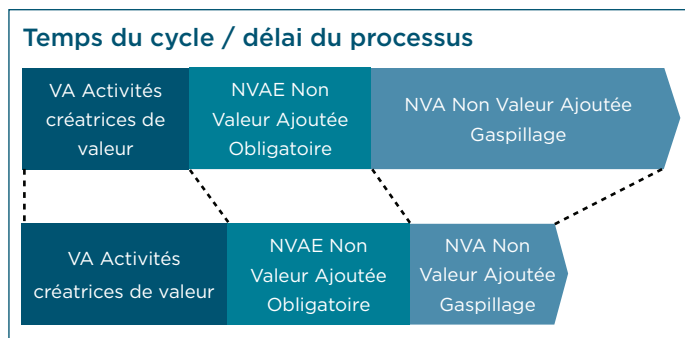 Temps du cycle / délai du processus
VA Activités
créatrices de
valeur
NVAE Non
Valeur Ajoutée
Obligatoire
NVA Non Valeur Ajoutée
Gaspillage
VA Activités
créatrices de valeur
NVAE Non
Valeur Ajoutée
Obligatoire
NVA Non
Valeur Ajoutée
Gaspillage